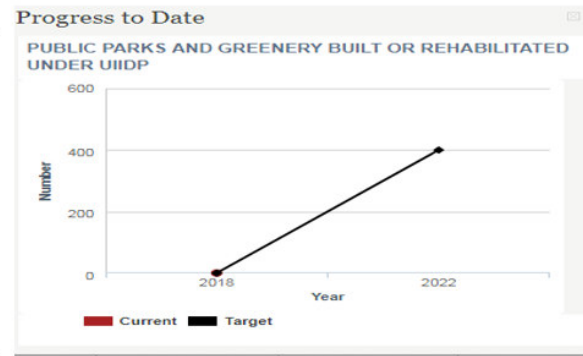 Progress to Date
PUBLIC PARKS AND GREENERY BUILT OR REHABILITATED
UNDER UIIDP
600
400
200
0
Number
2018
2022
Year
Current
Target